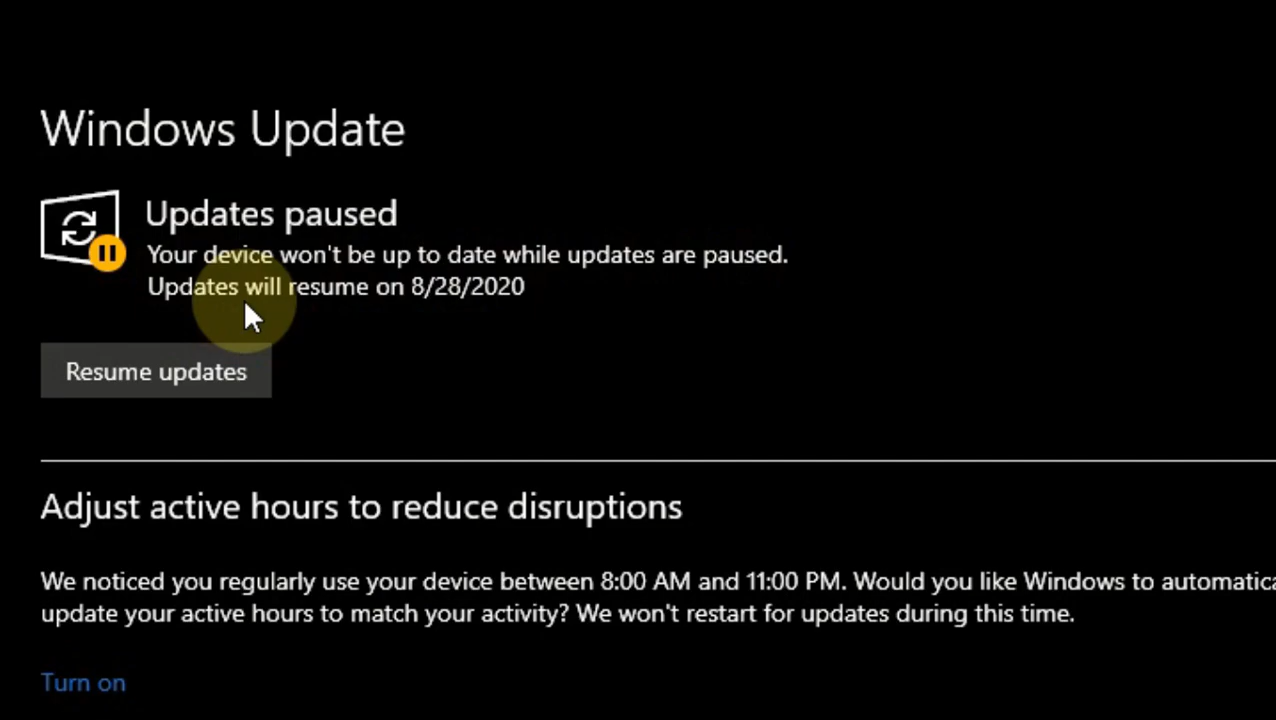 Windows Update
Updates paused
Your device won't be up to date while updates are paused.
Updates will resume on 8/28/2020
Resume updates
Adjust active hours to reduce disruptions
We noticed you regularly use your device between 8:00 AM and 11:00 PM. Would you like Windows to
update your active hours to match your activity? We won't restart for updates during this time.
Turn on